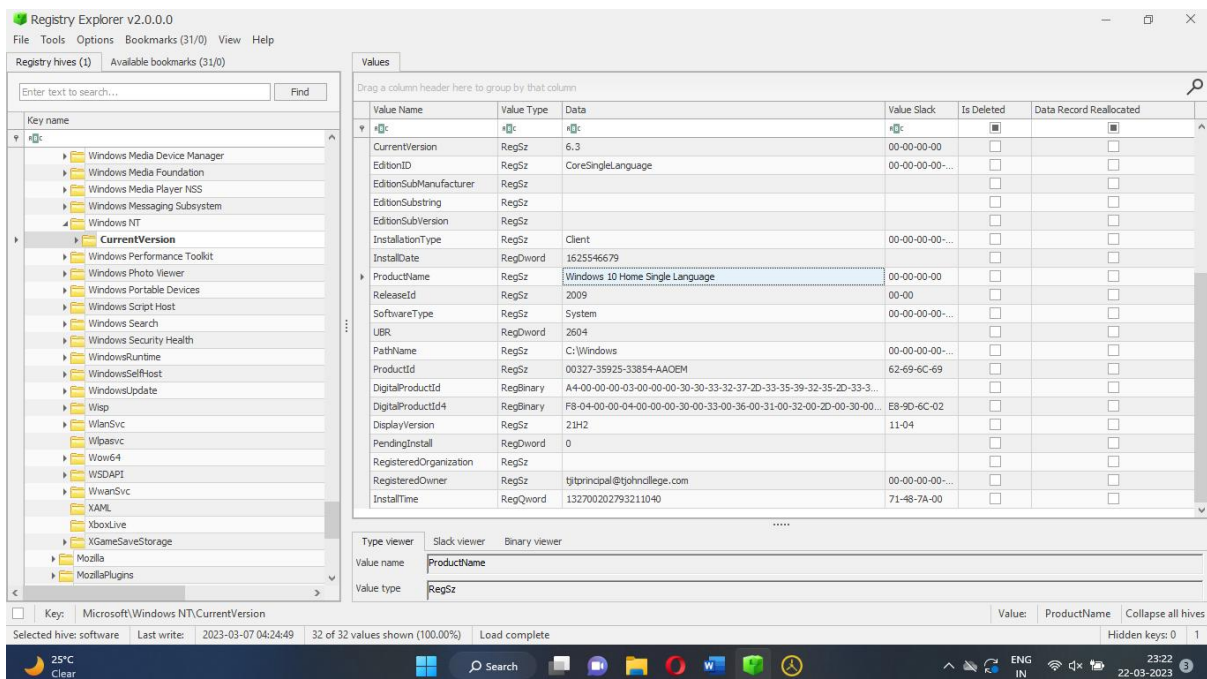 Registry Explorer v2.0.0.0
File Tools Options Bookmarks (31/0) View Help
Registry hives (1) Available bookmarks (31/0)
Enter text to search... Find
Key name
Windows Media Device Manager
Windows Media Foundation
Windows Media Player NSS
Windows Messaging Subsystem
Windows NT
CurrentVersion
Windows Performance Toolkit
Windows Photo Viewer
Windows Portable Devices
Windows Script Host
Windows Search
Windows Security Health
WindowsRuntime
WindowsSelfHost
WindowsUpdate
Wisp
WlanSvc
Wlpasvc
Wow64
WSDAPI
WwanSvc
XAML
XboxLive
XGameSaveStorage
Mozilla
MozillaPlugins
Values
Drag a column header here to group by that column
Value Name Value Type Data Value Slack Is Deleted Data Record Reallocated
CurrentVersion RegSz 6.3 00-00-00-00
EditionID RegSz CoreSingleLanguage 00-00-00-00-...
EditionSubManufacturer RegSz
EditionSubstring RegSz
EditionSubVersion RegSz
InstallationType RegSz Client 00-00-00-00-...
InstallDate RegDword 1625546679
ProductName RegSz Windows 10 Home Single Language 00-00-00-00
ReleaseId RegSz 2009 00-00
SoftwareType RegSz System 00-00-00-00-...
UBR RegDword 2604
PathName RegSz C:\Windows 00-00-00-00-...
ProductId RegSz 00327-35925-33854-AAOEM 62-69-6C-69
DigitalProductId RegBinary A4-00-00-00-03-00-00-00-30-30-33-32-37-2D-33-35-39-32-35-2D-33-3...
DigitalProductId4 RegBinary F8-04-00-00-04-00-00-00-30-00-33-00-36-00-31-00-32-00-2D-00-30-00... E8-9D-6C-02
DisplayVersion RegSz 21H2 11-04
PendingInstall RegDword 0
RegisteredOrganization RegSz
RegisteredOwner RegSz tjitprincipal@tjohncillege.com 00-00-00-00-...
InstallTime RegQword 132700202793211040 71-48-7A-00
Type viewer Slack viewer Binary viewer
Value name ProductName
Value type RegSz
Key: Microsoft\Windows NT\CurrentVersion Value: ProductName Collapse all hives
Selected hive: software Last write: 2023-03-07 04:24:49 32 of 32 values shown (100.00%) Load complete Hidden keys: 0 1
25°C
Clear
Search
ENG
IN
23:22
22-03-2023
3